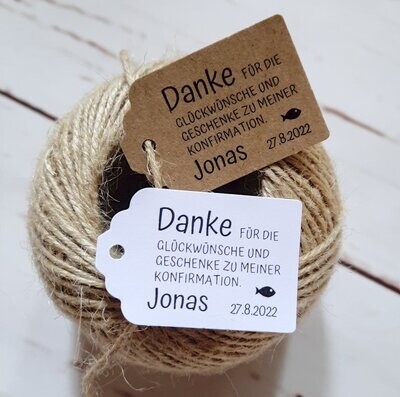 Danke FÜR DIE
GLÜCKWÜNSCHE UND
GESCHENKE ZU MEINER
KONFIRMATION.
Jonas 27.8.2022
Danke FÜR DIE
GLÜCKWÜNSCHE UND
GESCHENKE ZU MEINER
KONFIRMATION.
Jonas 27.8.2022